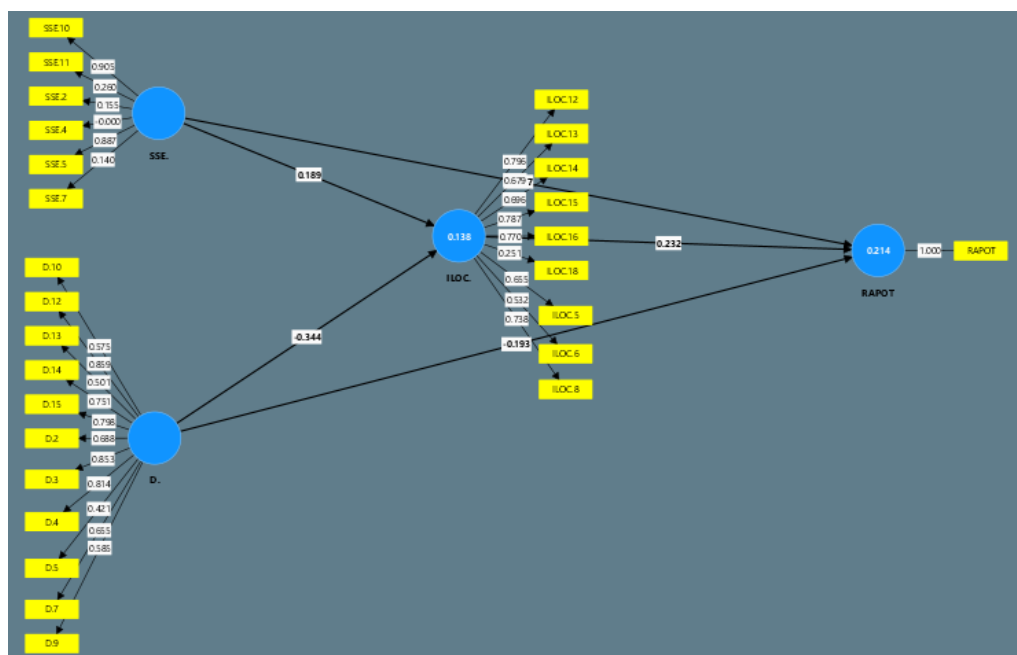 SSE.10
SSE.11
SSE.2
SSE.4
SSE.5
SSE.7
0.905
0.260
0.155
-0.000
0.887
0.140
SSE.
0.189
D.10
D.12
D.13
D.14
D.15
D.2
D.3
D.4
D.5
D.7
D.9
0.575
0.859
0.501
0.751
0.798
0.688
0.853
0.814
0.421
0.655
0.585
D.
-0.344
0.138
ILOC.
0.679
0.696
0.787
0.770
0.251
0.655
0.532
0.738
ILOC.12
ILOC.13
ILOC.14
ILOC.15
ILOC.16
ILOC.18
ILOC.5
ILOC.6
ILOC.8
0.232
-0.193
0.214
RAPOT
1.000
RAPOT